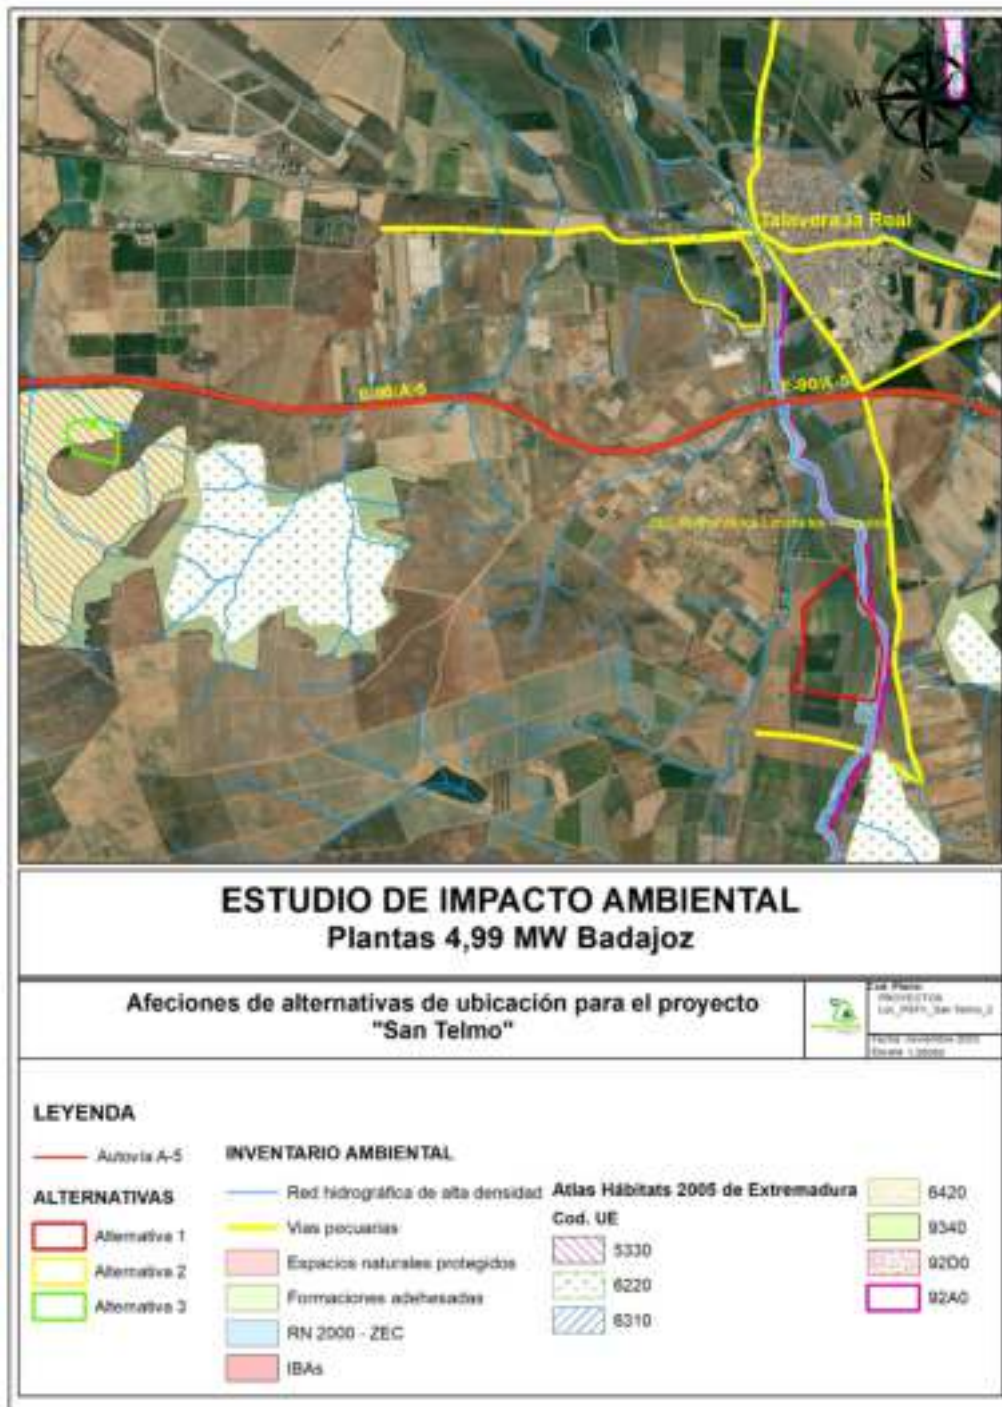 W
S
Talavera la Real
E-90/A-5
E-90/A-5
ESTUDIO DE IMPACTO AMBIENTAL
Plantas 4,99 MW Badajoz
Afeciones de alternativas de ubicación para el proyecto
"San Telmo"
Cod. Plano:
PROYECTOS
LEYENDA
Autovía A-5
ALTERNATIVAS
Alternativa 1
Alternativa 2
Alternativa 3
INVENTARIO AMBIENTAL
Red hidrográfica de alta densidad
Vías pecuarias
Espacios naturales protegidos
Formaciones adehesadas
RN 2000 - ZEC
IBAs
Atlas Hábitats 2005 de Extremadura
Cod. UE
5330
6220
6310
6420
9340
92D0
92A0